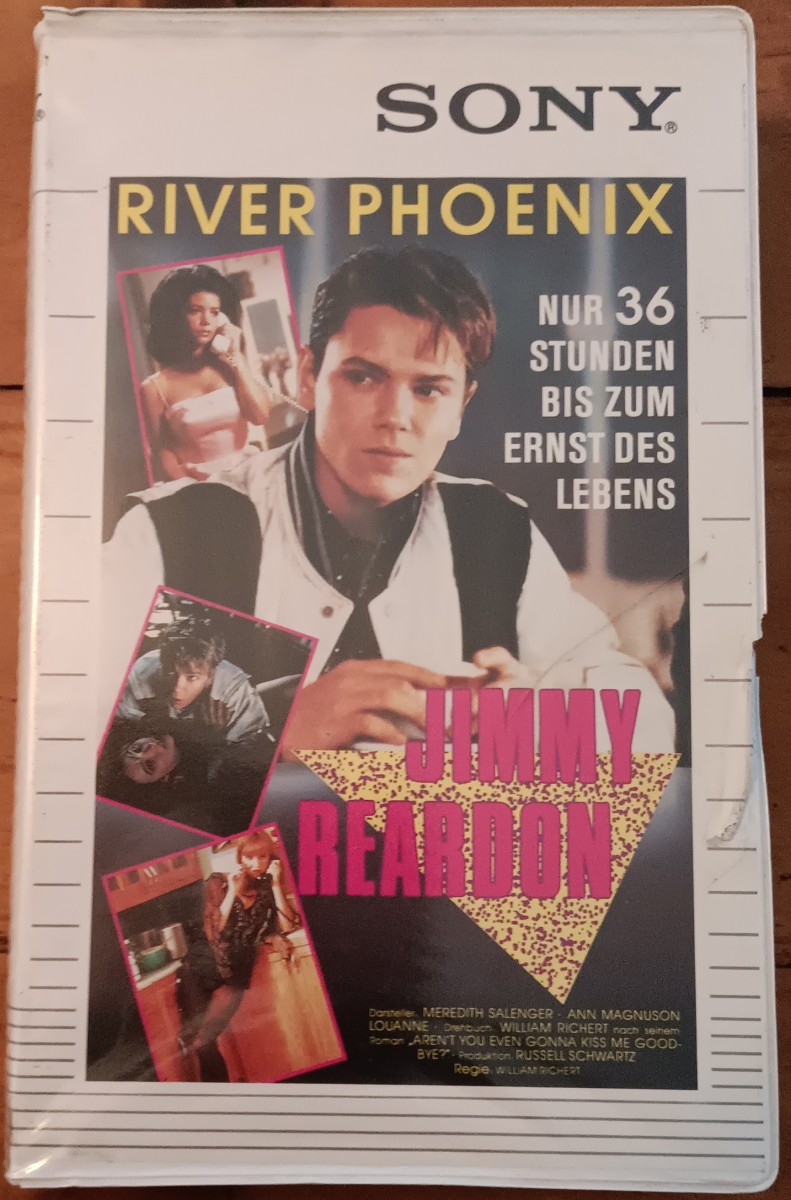 SONY®
RIVER PHOENIX
NUR 36
STUNDEN
BIS ZUM
ERNST DES
LEBENS
JIMMY
REARDON
Darsteller: MEREDITH SALENGER · ANN MAGNUSON
LOUANNE · Drehbuch: WILLIAM RICHERT nach seinem
Roman „AREN'T YOU EVEN GONNA KISS ME GOOD-
BYE?" · Produktion: RUSSELL SCHWARTZ
Regie: WILLIAM RICHERT